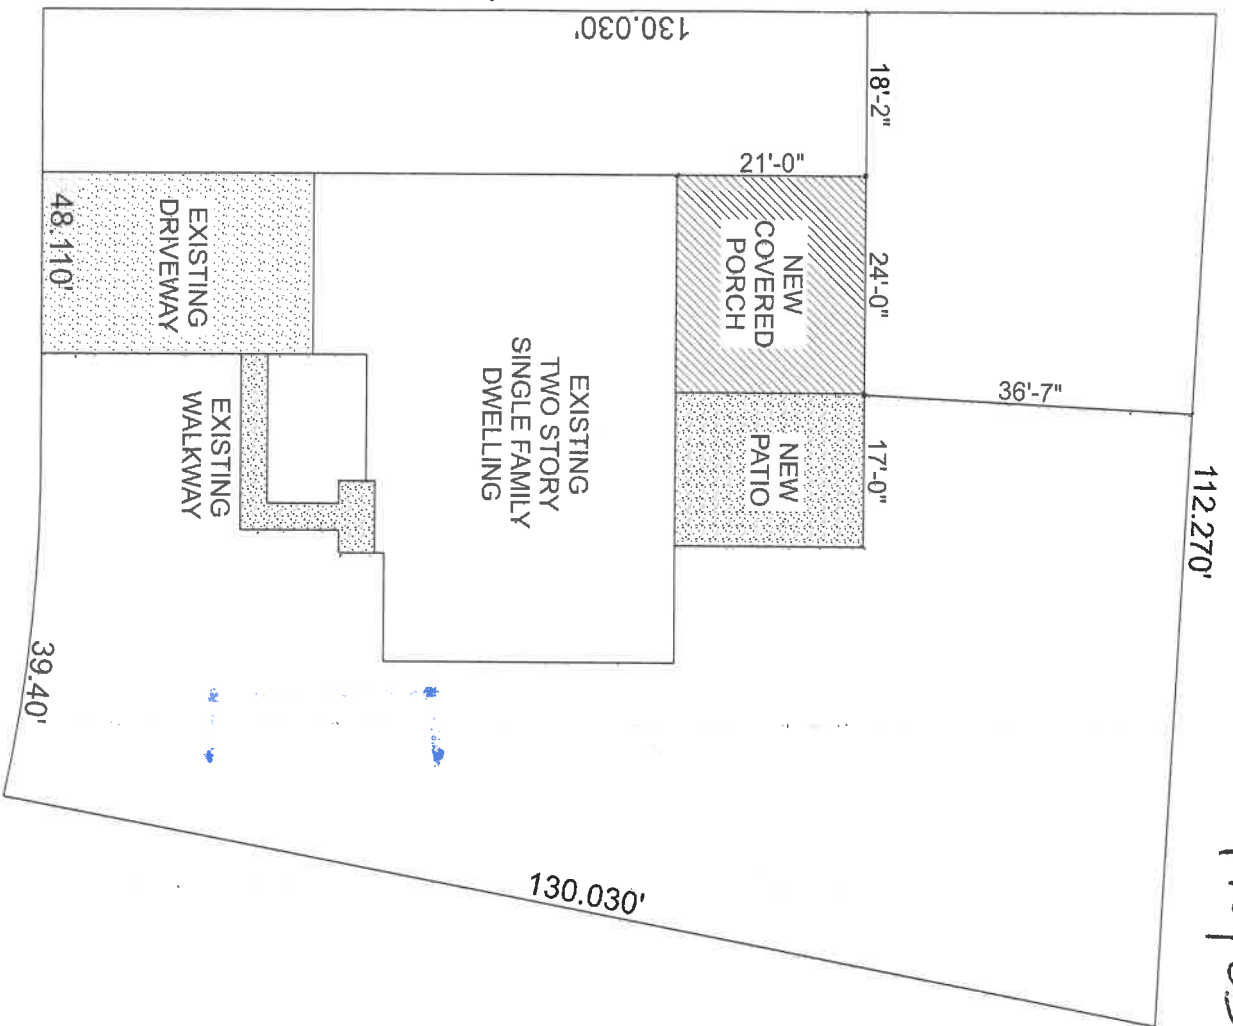 130.030'
18'-2"
21'-0"
NEW
COVERED
PORCH
24'-0"
36'-7"
NEW
PATIO
17'-0"
112.270'
EXISTING
DRIVEWAY
48.110'
EXISTING
TWO STORY
SINGLE FAMILY
DWELLING
EXISTING
WALKWAY
39.40'
130.030'